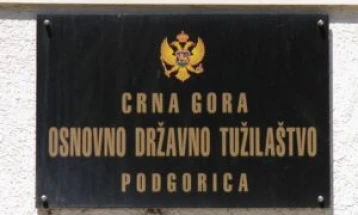 CRNA GORA
OSNOVNO DRŽAVNO TUŽILAŠTVO
PODGORICA